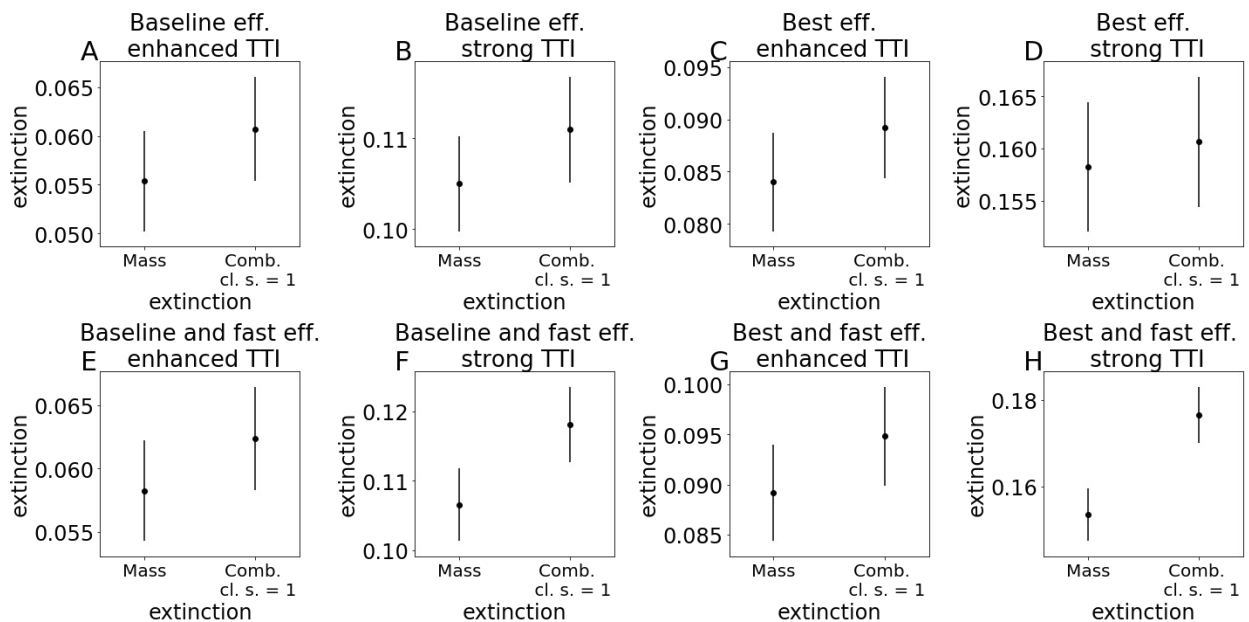 Baseline eff.
enhanced TTI
A
0.065
0.060
0.055
0.050
extinction
Mass
Comb.
cl. s. = 1
extinction
Baseline eff.
strong TTI
B
0.11
0.10
extinction
Mass
Comb.
cl. s. = 1
extinction
Best eff.
enhanced TTI
C
0.095
0.090
0.085
0.080
extinction
Mass
Comb.
cl. s. = 1
extinction
Best eff.
strong TTI
D
0.165
0.160
0.155
extinction
Mass
Comb.
cl. s. = 1
extinction
Baseline and fast eff.
enhanced TTI
E
0.065
0.060
0.055
extinction
Mass
Comb.
cl. s. = 1
extinction
Baseline and fast eff.
strong TTI
F
0.12
0.11
0.10
extinction
Mass
Comb.
cl. s. = 1
extinction
Best and fast eff.
enhanced TTI
G
0.100
0.095
0.090
0.085
extinction
Mass
Comb.
cl. s. = 1
extinction
Best and fast eff.
strong TTI
H
0.18
0.16
extinction
Mass
Comb.
cl. s. = 1
extinction